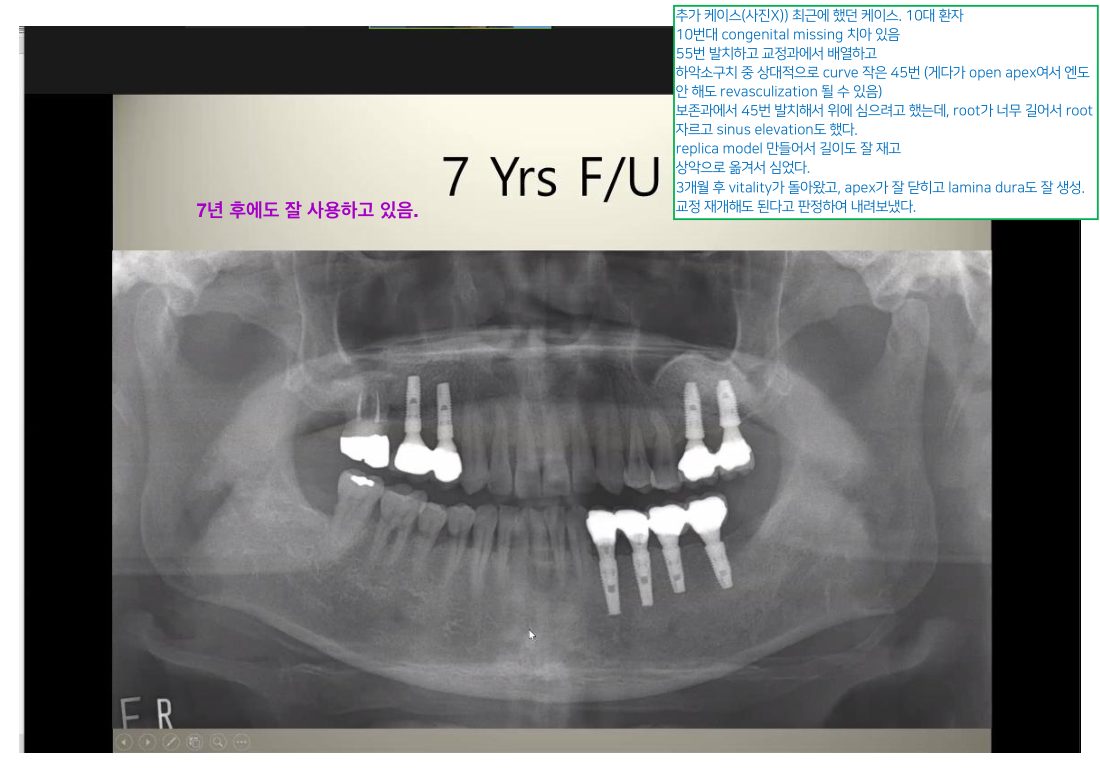 추가 케이스(사진X)) 최근에 했던 케이스. 10대 환자
10번대 congenital missing 치아 있음
55번 발치하고 교정과에서 배열하고
하악소구치 중 상대적으로 curve 작은 45번 (게다가 open apex여서 엔도
안 해도 revasculization 될 수 있음)
보존과에서 45번 발치해서 위에 심으려고 했는데, root가 너무 길어서 root
자르고 sinus elevation도 했다.
replica model 만들어서 길이도 잘 재고
상악으로 옮겨서 심었다.
3개월 후 vitality가 돌아왔고, apex가 잘 닫히고 lamina dura도 잘 생성.
교정 재개해도 된다고 판정하여 내려보냈다.
7 Yrs F/U
7년 후에도 잘 사용하고 있음.
F R